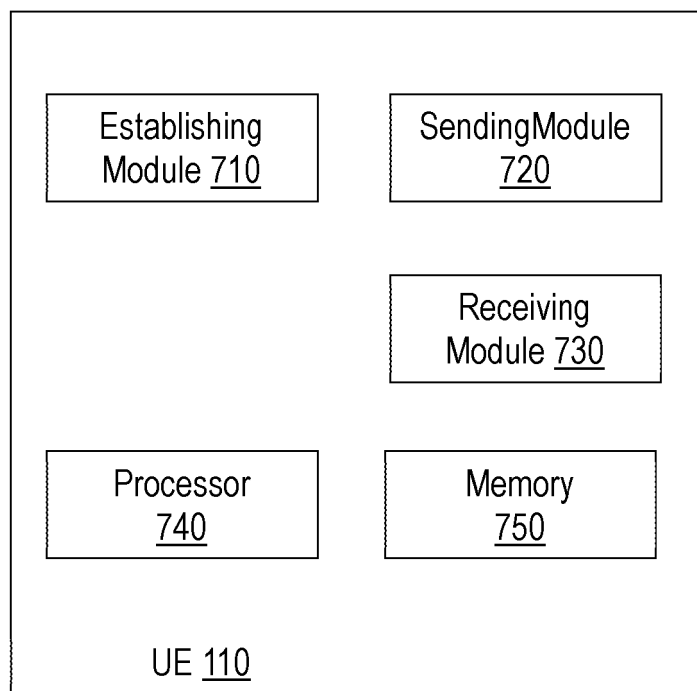 Establishing
Module 710
SendingModule
720
Receiving
Module 730
Processor
740
Memory
750
UE 110